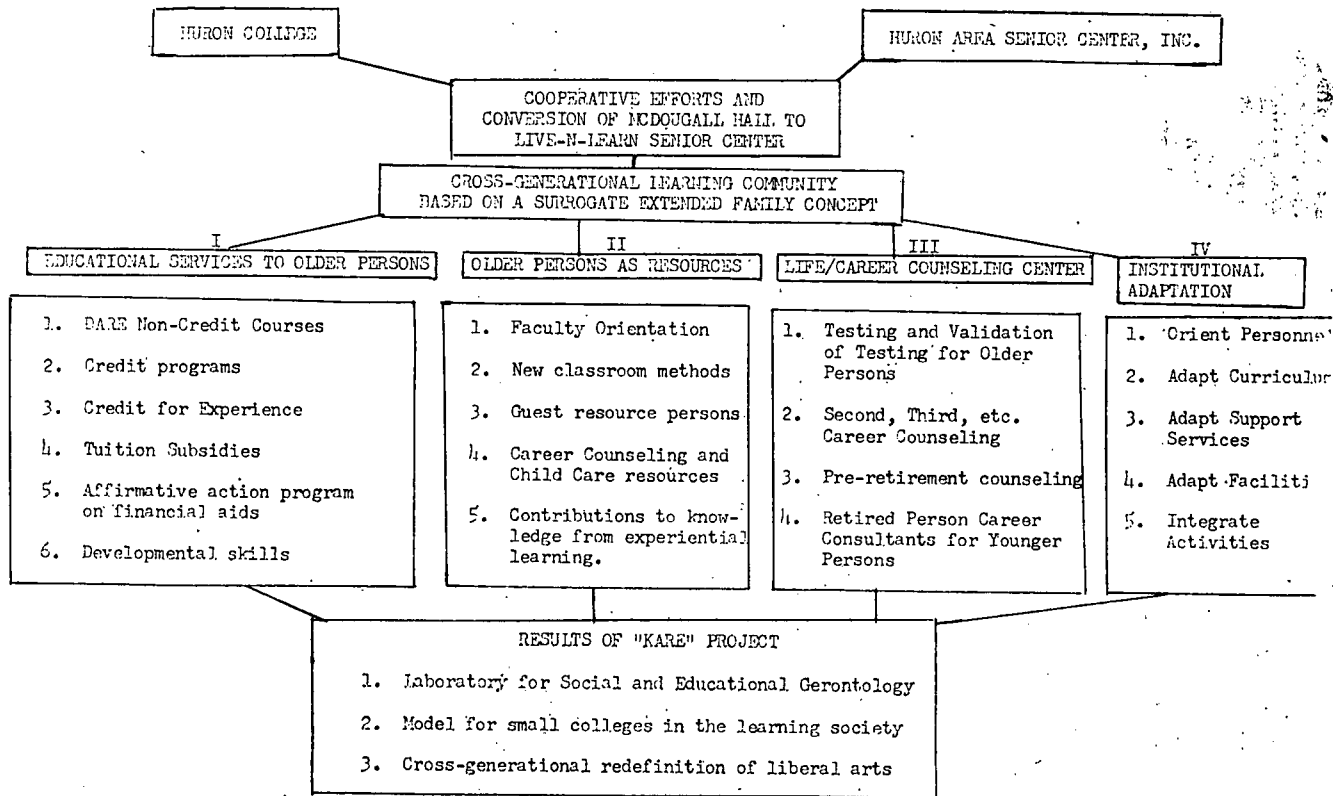 HURON COLLEGE
HURON AREA SENIOR CENTER, INC.
COOPERATIVE EFFORTS AND
CONVERSION OF MCDOUGALL HALL TO
LIVE-N-LEARN SENIOR CENTER
CROSS-GENERATIONAL LEARNING COMMUNITY
BASED ON A SURROGATE EXTENDED FAMILY CONCEPT
I
EDUCATIONAL SERVICES TO OLDER PERSONS
1. DARE Non-Credit Courses
2. Credit programs
3. Credit for Experience
4. Tuition Subsidies
5. Affirmative action program
on financial aids
6. Developmental skills
II
OLDER PERSONS AS RESOURCES
1. Faculty Orientation
2. New classroom methods
3. Guest resource persons
4. Career Counseling and
Child Care resources
5. Contributions to know-
ledge from experiential
learning.
III
LIFE/CAREER COUNSELING CENTER
1. Testing and Validation
of Testing for Older
Persons
2. Second, Third, etc.
Career Counseling
3. Pre-retirement counseling
4. Retired Person Career
Consultants for Younger
Persons
IV
INSTITUTIONAL
ADAPTATION
1. Orient Personne
2. Adapt Curricul
3. Adapt Support
Services
4. Adapt Faciliti
5. Integrate
Activities
RESULTS OF "KARE" PROJECT
1. Laboratory for Social and Educational Gerontology
2. Model for small colleges in the learning society
3. Cross-generational redefinition of liberal arts